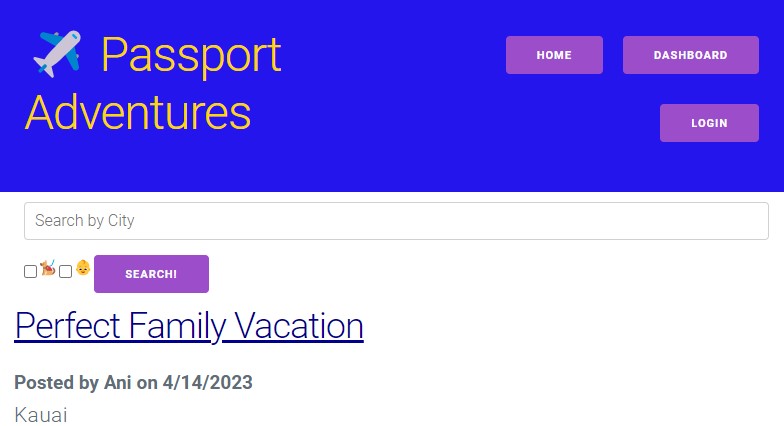 Passport
Adventures
HOME
DASHBOARD
LOGIN
Search by City
SEARCH!
Perfect Family Vacation
Posted by Ani on 4/14/2023
Kauai